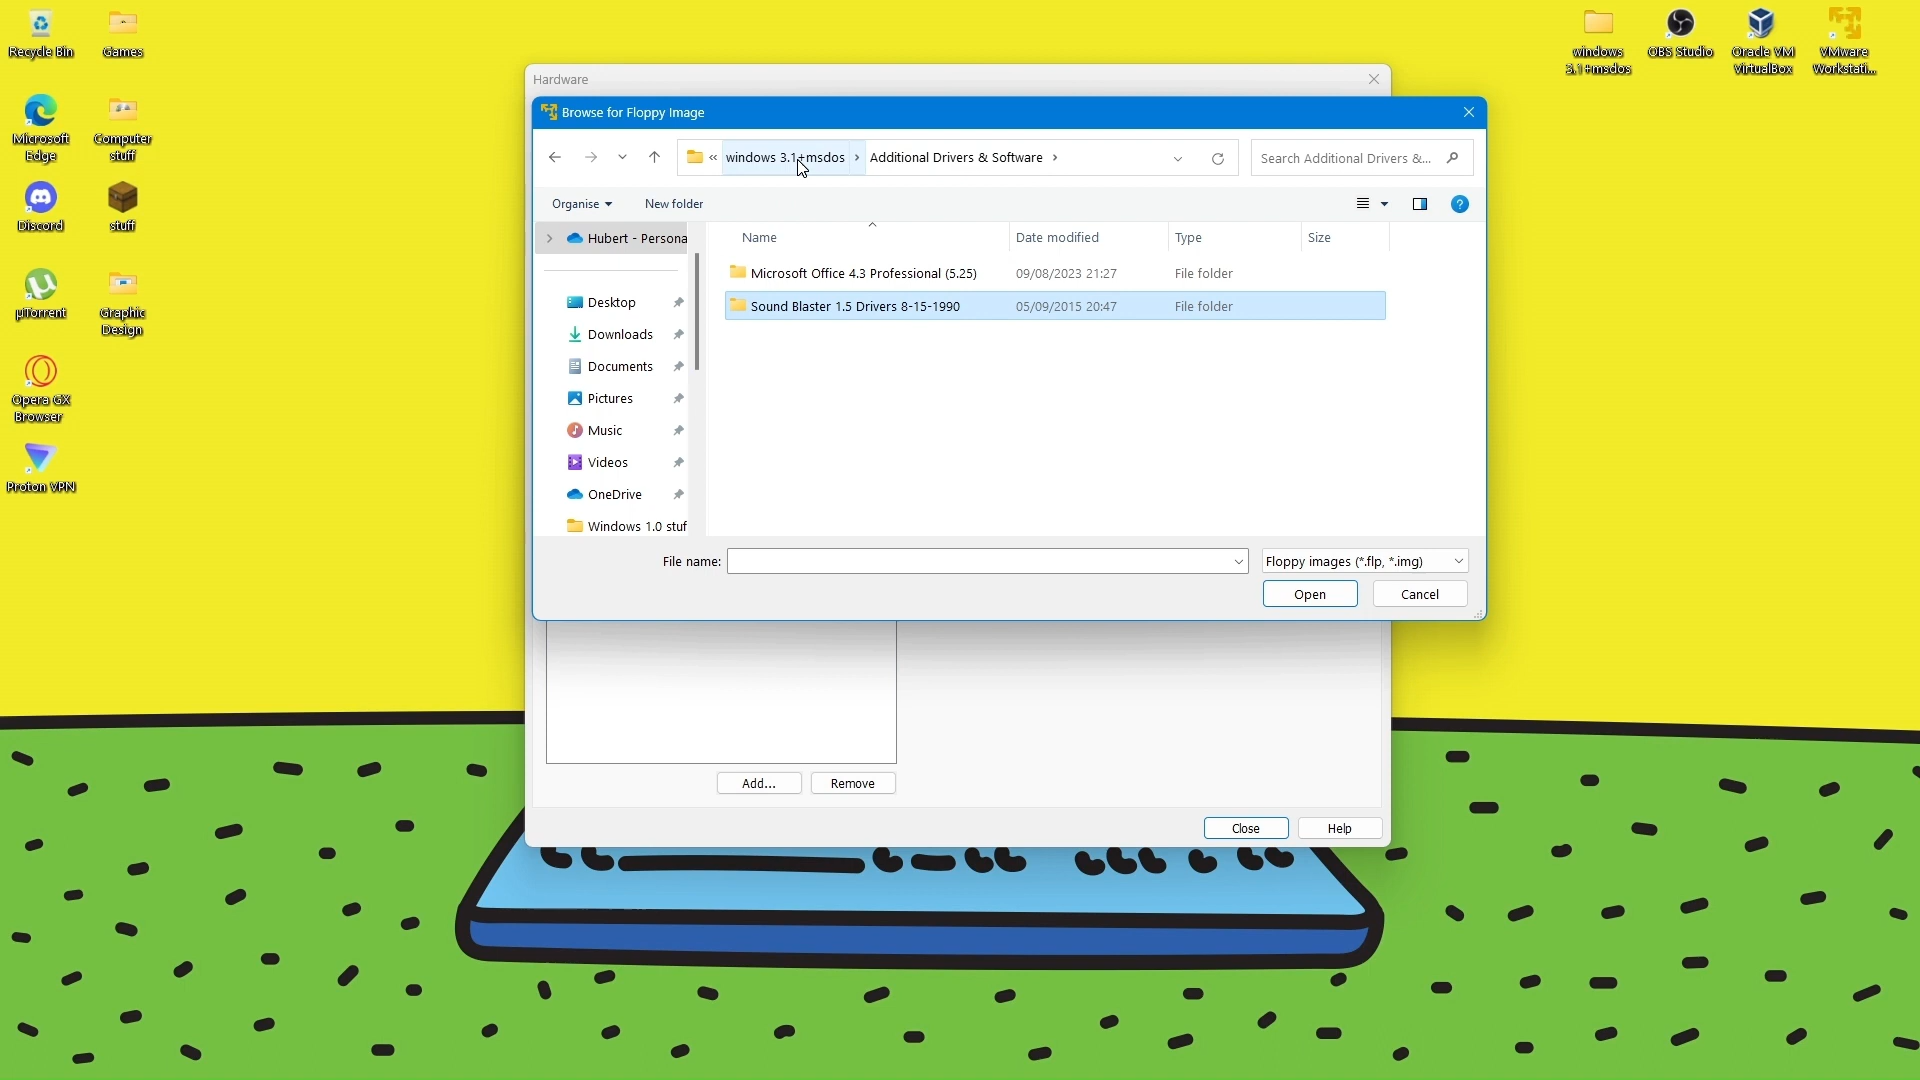 Recycle Bin
Games
Microsoft
Edge
Computer
stuff
Discord
stuff
µTorrent
Graphic
Design
Opera GX
Browser
Proton VPN
windows
3.1+msdos
OBS Studio
Oracle VM
VirtualBox
VMware
Workstati...
Hardware
Browse for Floppy Image
« windows 3.1+msdos › Additional Drivers & Software ›
Search Additional Drivers &...
Organise
New folder
?
Name
Date modified
Type
Size
Microsoft Office 4.3 Professional (5.25) 09/08/2023 21:27 File folder
Sound Blaster 1.5 Drivers 8-15-1990 05/09/2015 20:47 File folder
Hubert - Persona
Desktop
Downloads
Documents
Pictures
Music
Videos
OneDrive
Windows 1.0 stuf
File name:
Floppy images (*.flp, *.img)
Open
Cancel
Add...
Remove
Close
Help